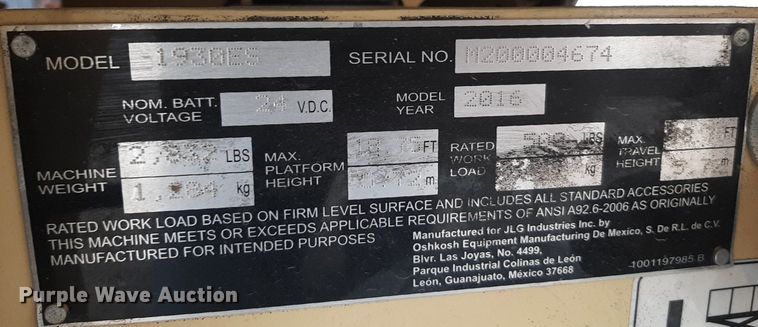 MODEL 1930ES SERIAL NO. M200004674
NOM. BATT. VOLTAGE 24 V.D.C. MODEL YEAR 2016
MACHINE WEIGHT LBS MAX. PLATFORM HEIGHT 18.75 FT RATED WORK LOAD LBS MAX. TRAVEL HEIGHT FT
kg m kg m
RATED WORK LOAD BASED ON FIRM LEVEL SURFACE AND INCLUDES ALL STANDARD ACCESSORIES
THIS MACHINE MEETS OR EXCEEDS APPLICABLE REQUIREMENTS OF ANSI A92.6-2006 AS ORIGINALLY
MANUFACTURED FOR INTENDED PURPOSES
Manufactured for JLG Industries Inc. by
Oshkosh Equipment Manufacturing De Mexico, S. De R.L. de C.V.
Blvr. Las Joyas, No. 4499,
Parque Industrial Colinas de León
León, Guanajuato, México 37668
1001197985 B
Purple Wave Auction